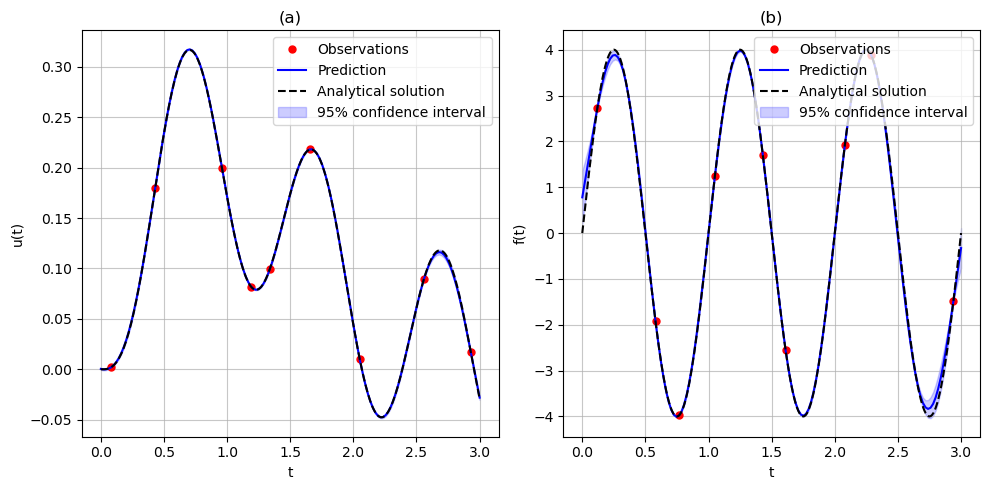 (a)
Observations
Prediction
Analytical solution
95% confidence interval
u(t)
0.30
0.25
0.20
0.15
0.10
0.05
0.00
−0.05
0.0 0.5 1.0 1.5 2.0 2.5 3.0
t
(b)
Observations
Prediction
Analytical solution
95% confidence interval
f(t)
4
3
2
1
0
−1
−2
−3
−4
0.0 0.5 1.0 1.5 2.0 2.5 3.0
t